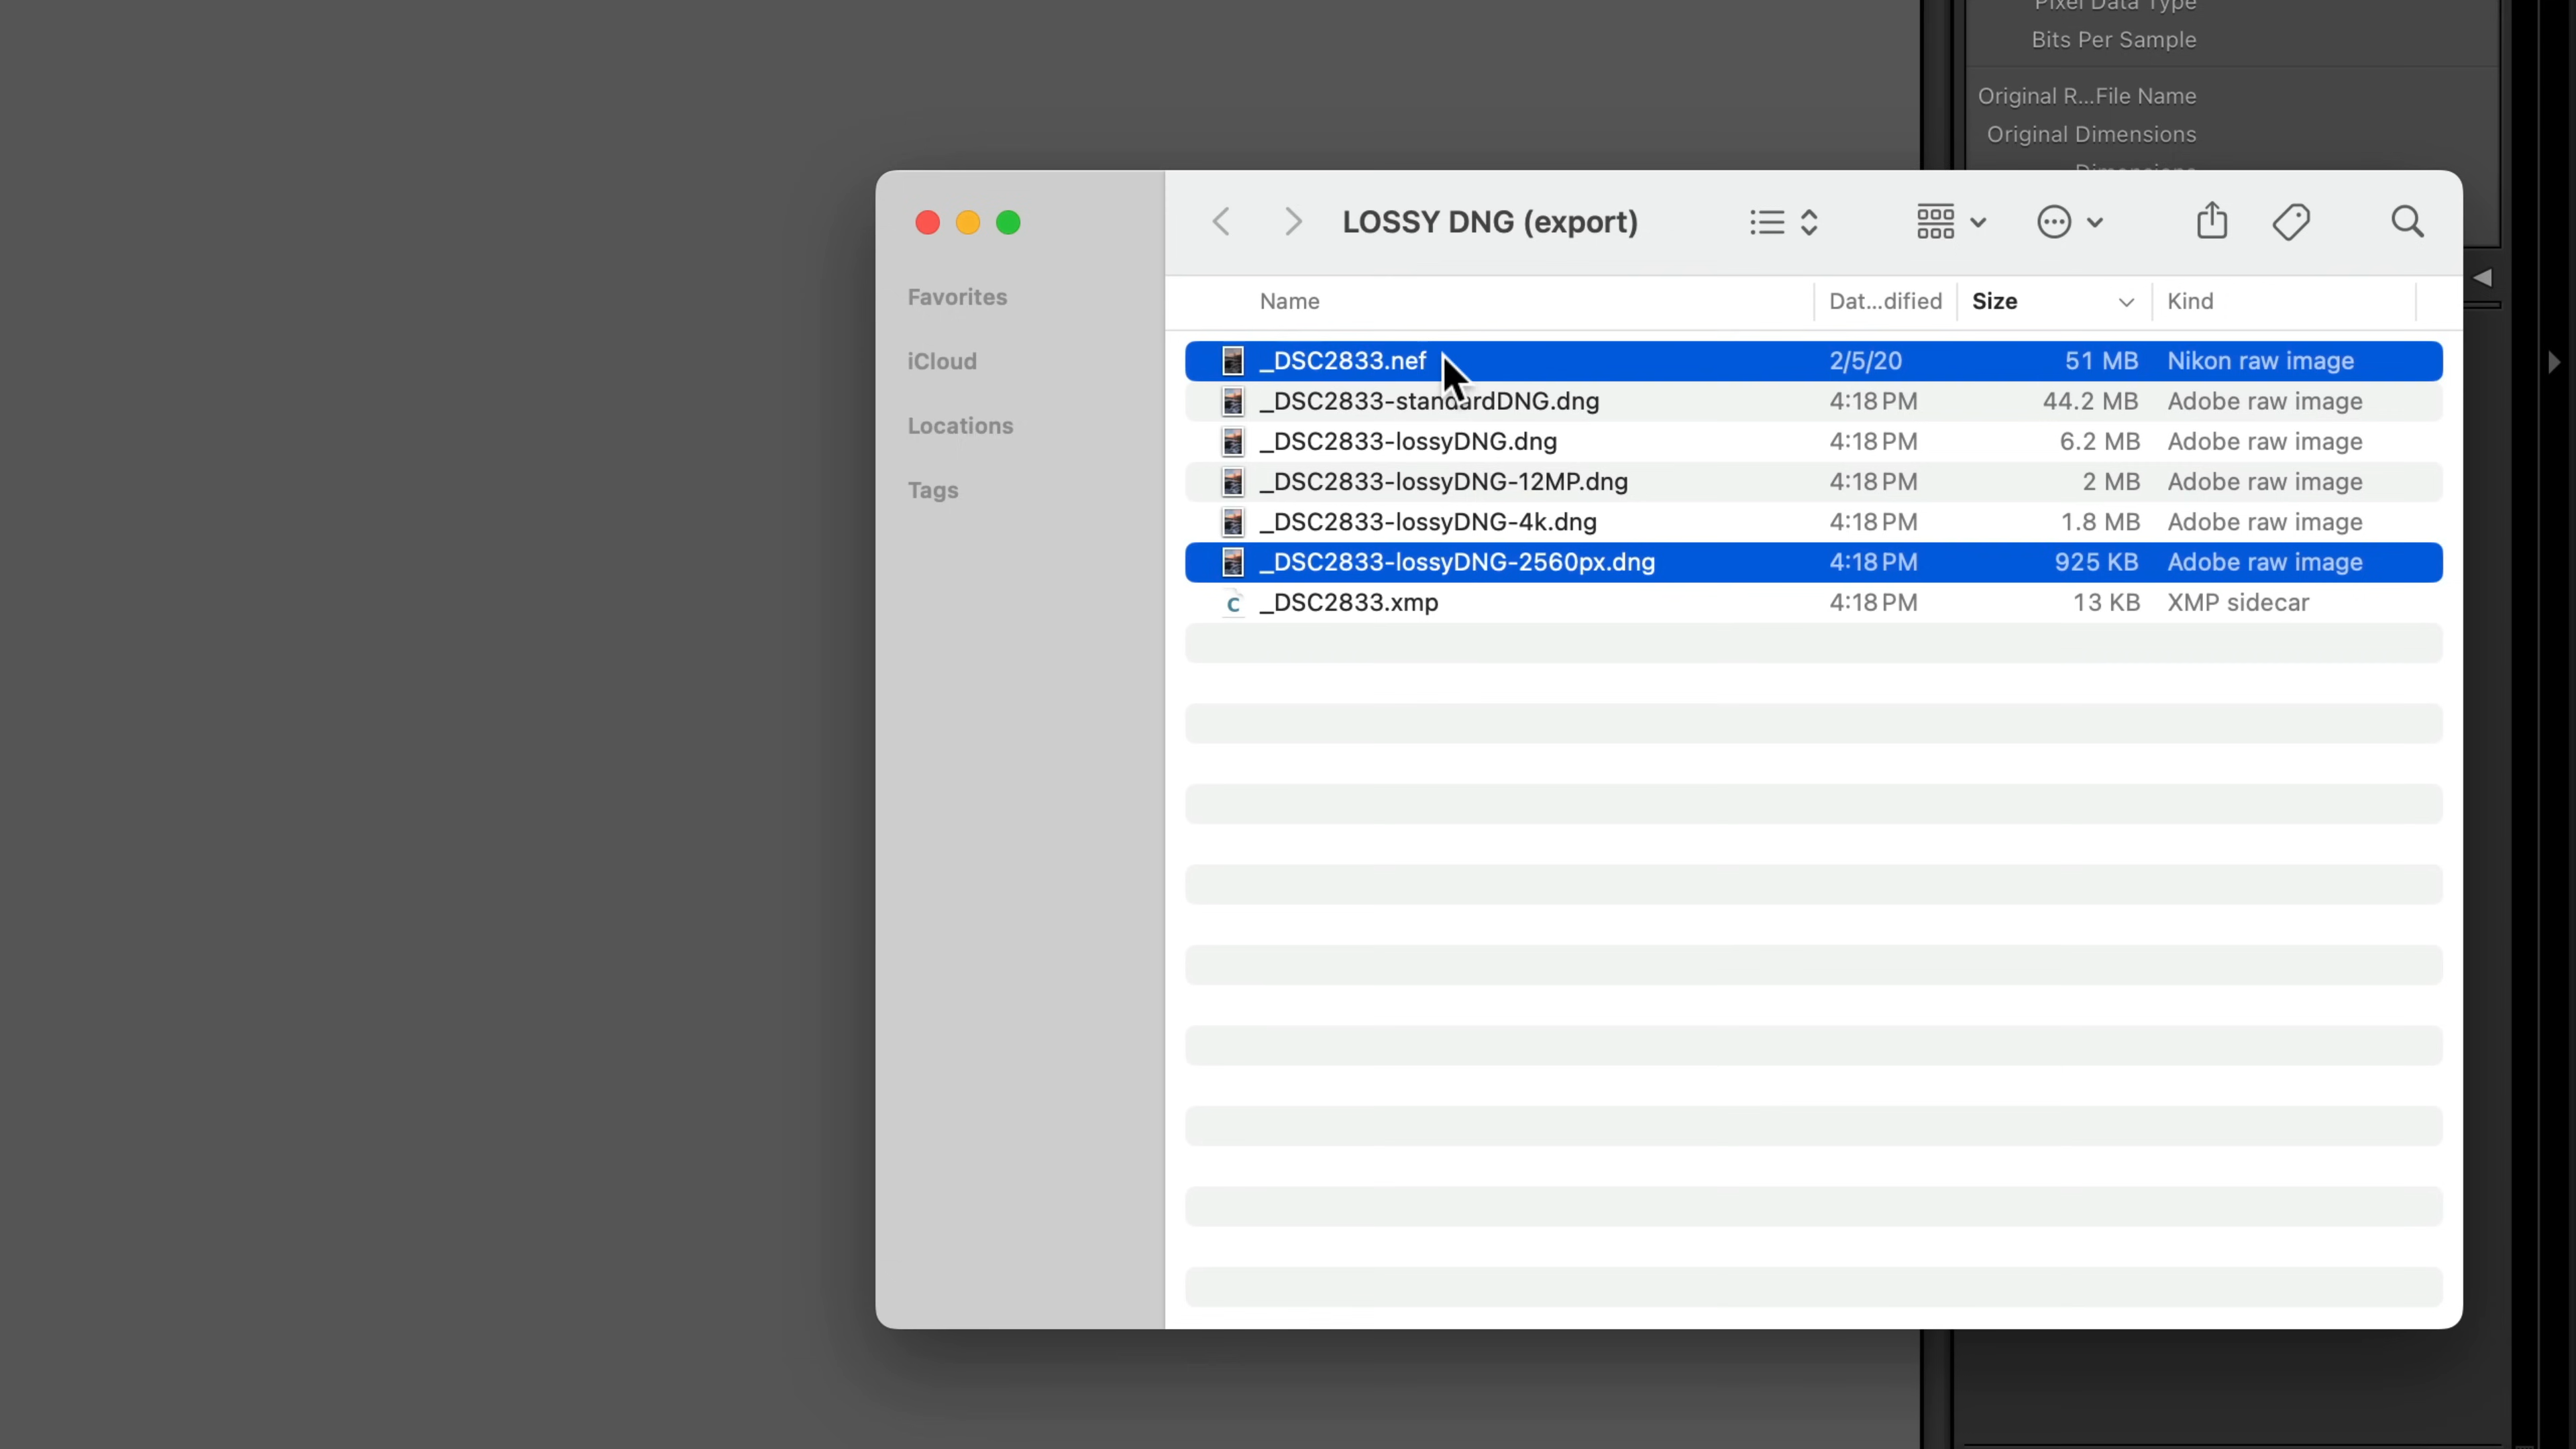 Pixel Data Type
Bits Per Sample
Original R...File Name
Original Dimensions
Dimensions
LOSSY DNG (export)
Favorites
iCloud
Locations
Tags
Name Dat...dified Size Kind
_DSC2833.nef 2/5/20 51 MB Nikon raw image
_DSC2833-standardDNG.dng 4:18 PM 44.2 MB Adobe raw image
_DSC2833-lossyDNG.dng 4:18 PM 6.2 MB Adobe raw image
_DSC2833-lossyDNG-12MP.dng 4:18 PM 2 MB Adobe raw image
_DSC2833-lossyDNG-4k.dng 4:18 PM 1.8 MB Adobe raw image
_DSC2833-lossyDNG-2560px.dng 4:18 PM 925 KB Adobe raw image
C _DSC2833.xmp 4:18 PM 13 KB XMP sidecar